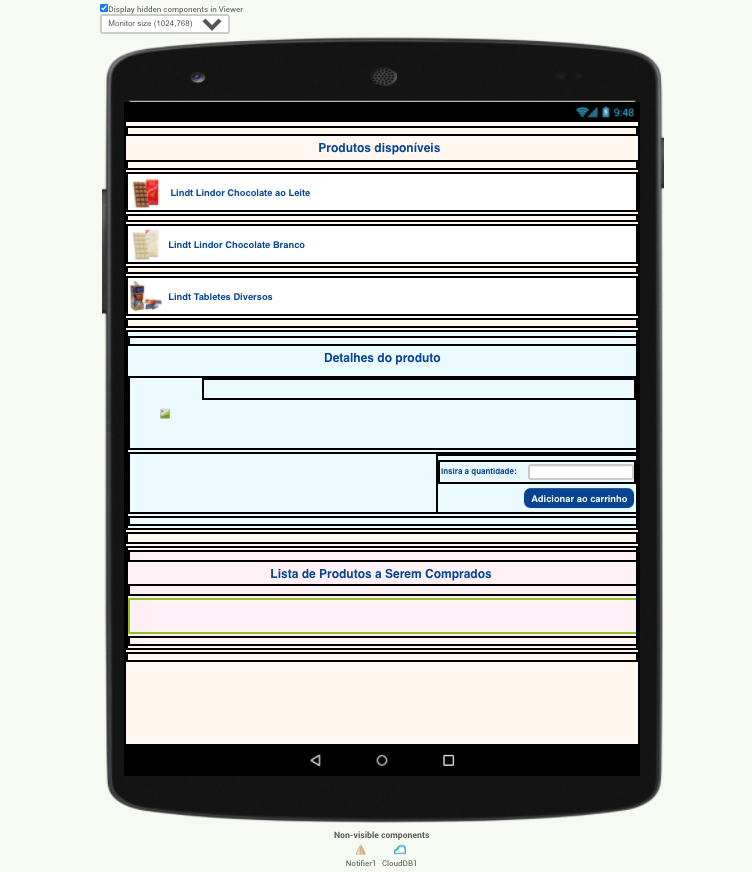 Display hidden components in Viewer
Monitor size (1024,768)
9:48
Produtos disponíveis
Lindt Lindor Chocolate ao Leite
Lindt Lindor Chocolate Branco
Lindt Tabletes Diversos
Detalhes do produto
Insira a quantidade:
Adicionar ao carrinho
Lista de Produtos a Serem Comprados
Non-visible components
Notifier1 CloudDB1